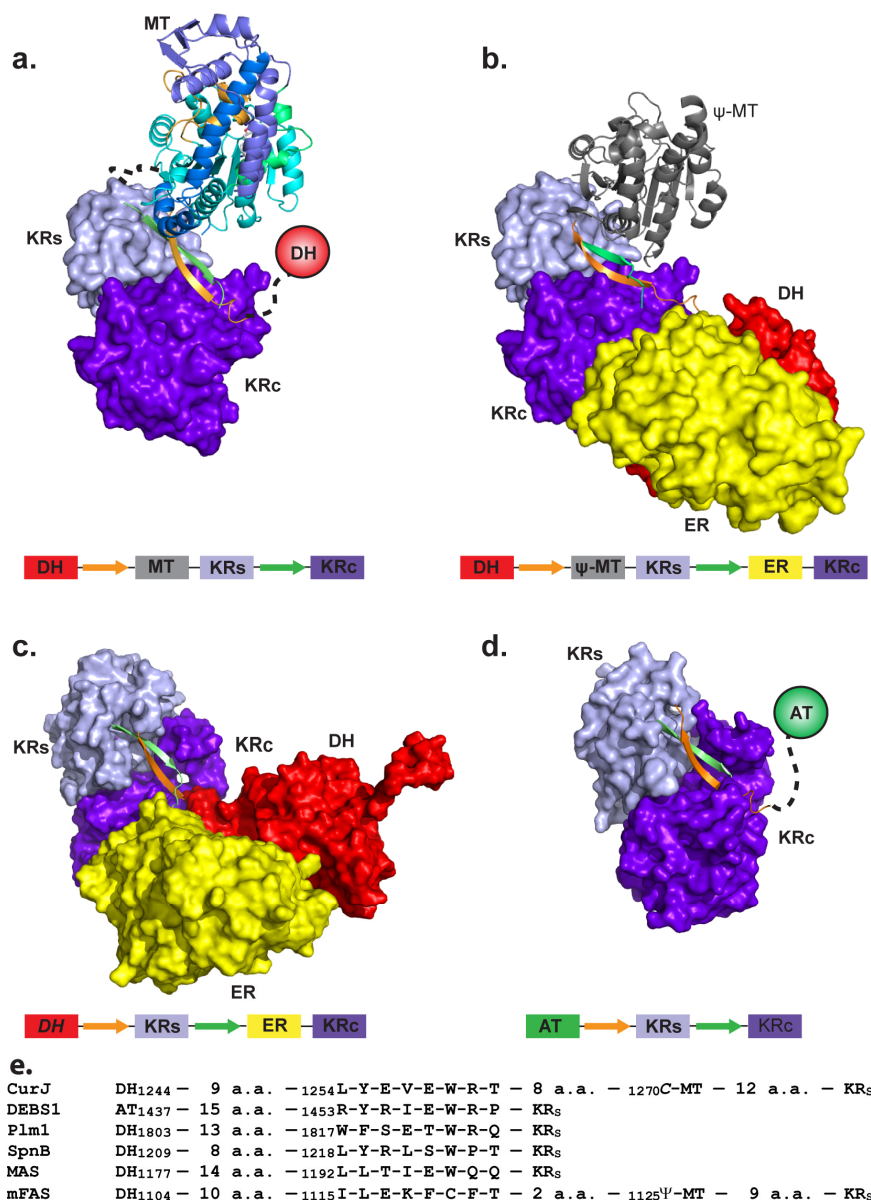 a.
MT
KRs
DH
KRc
DH MT KRs KRc
b.
ψ-MT
KRs
DH
KRc
ER
DH ψ-MT KRs ER KRc
c.
KRs
KRc
DH
ER
DH KRs ER KRc
d.
KRs
AT
KRc
AT KRs KRc
e.
CurJ DH1244 – 9 a.a. –1254L-Y-E-V-E-W-R-T – 8 a.a. –1270C-MT – 12 a.a. – KRs
DEBS1 AT1437 – 15 a.a. –1453R-Y-R-I-E-W-R-P – KRs
Plm1 DH1803 – 13 a.a. –1817W-F-S-E-T-W-R-Q – KRs
SpnB DH1209 – 8 a.a. –1218L-Y-R-L-S-W-P-T – KRs
MAS DH1177 – 14 a.a. –1192L-L-T-I-E-W-Q-Q – KRs
mFAS DH1104 – 10 a.a. –1115I-L-E-K-F-C-F-T – 2 a.a. –1125Ψ-MT – 9 a.a. – KRs